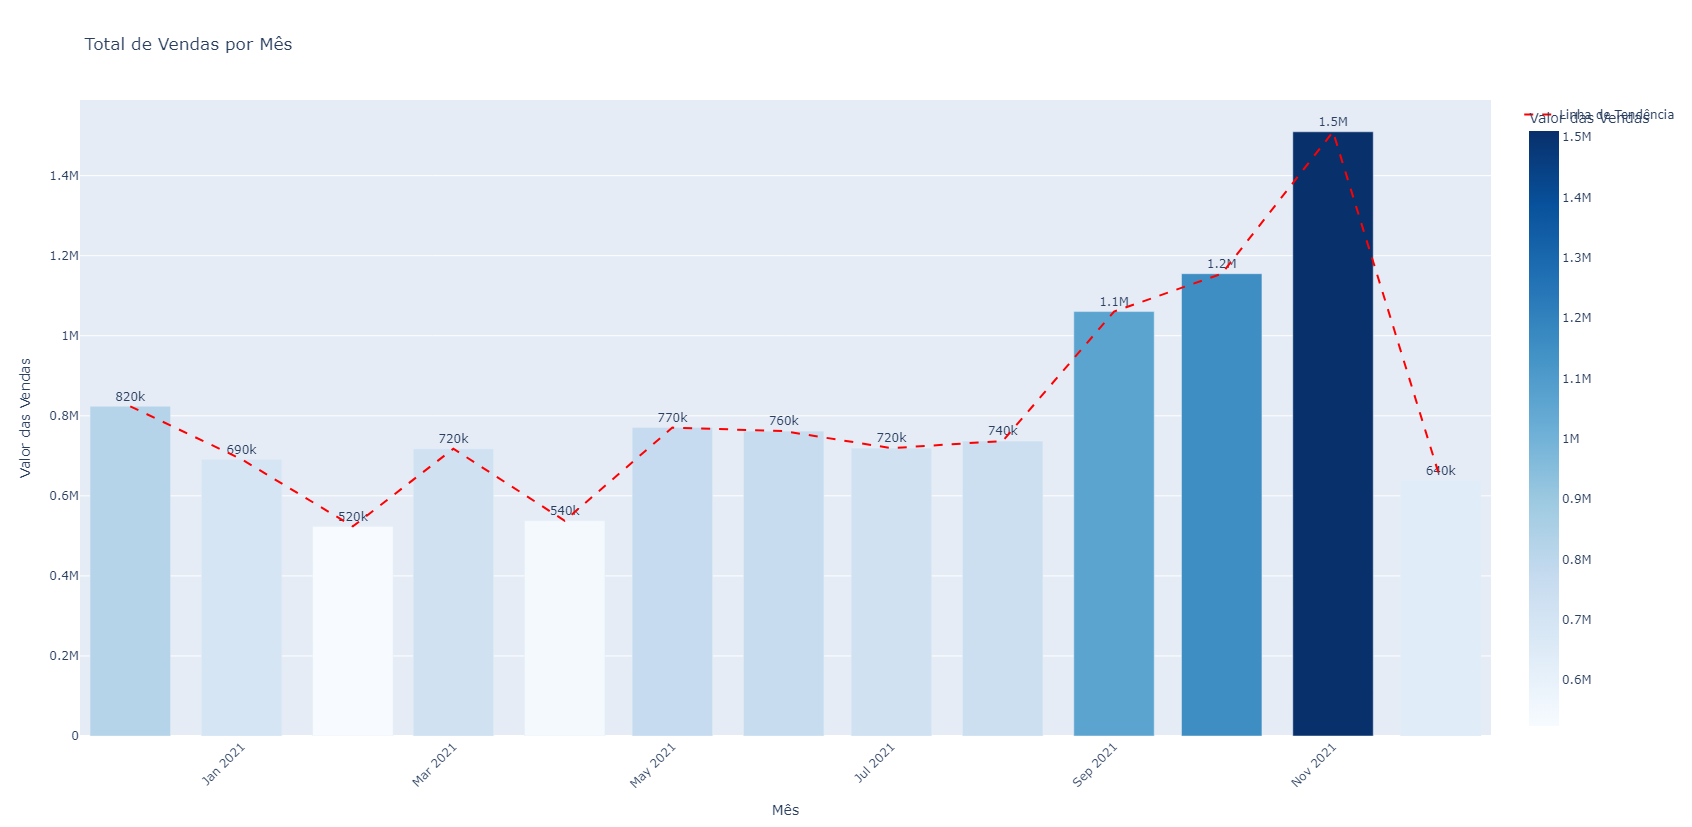 Total de Vendas por Mês
Linha de Tendência
Valor das Vendas
1.5M
1.4M
1.3M
1.2M
1.1M
1M
0.9M
0.8M
0.7M
0.6M
Valor das Vendas
1.4M
1.2M
1M
0.8M
0.6M
0.4M
0.2M
0
820k
690k
520k
720k
540k
770k
760k
720k
740k
1.1M
1.2M
1.5M
640k
Jan 2021
Mar 2021
May 2021
Jul 2021
Sep 2021
Nov 2021
Mês